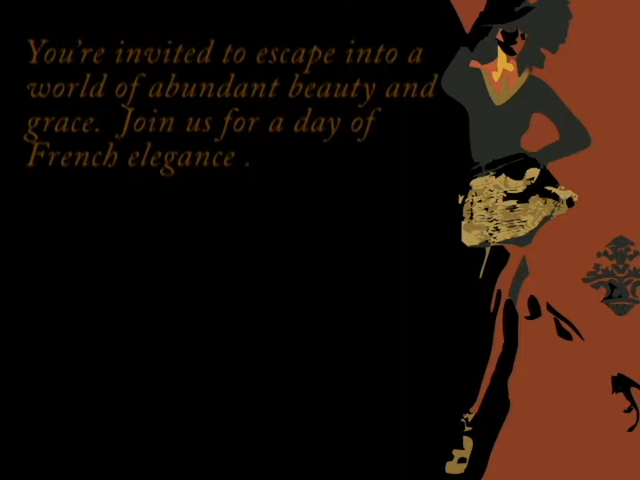 You're invited to escape into a
world of abundant beauty and
grace.  Join us for a day of
French elegance .